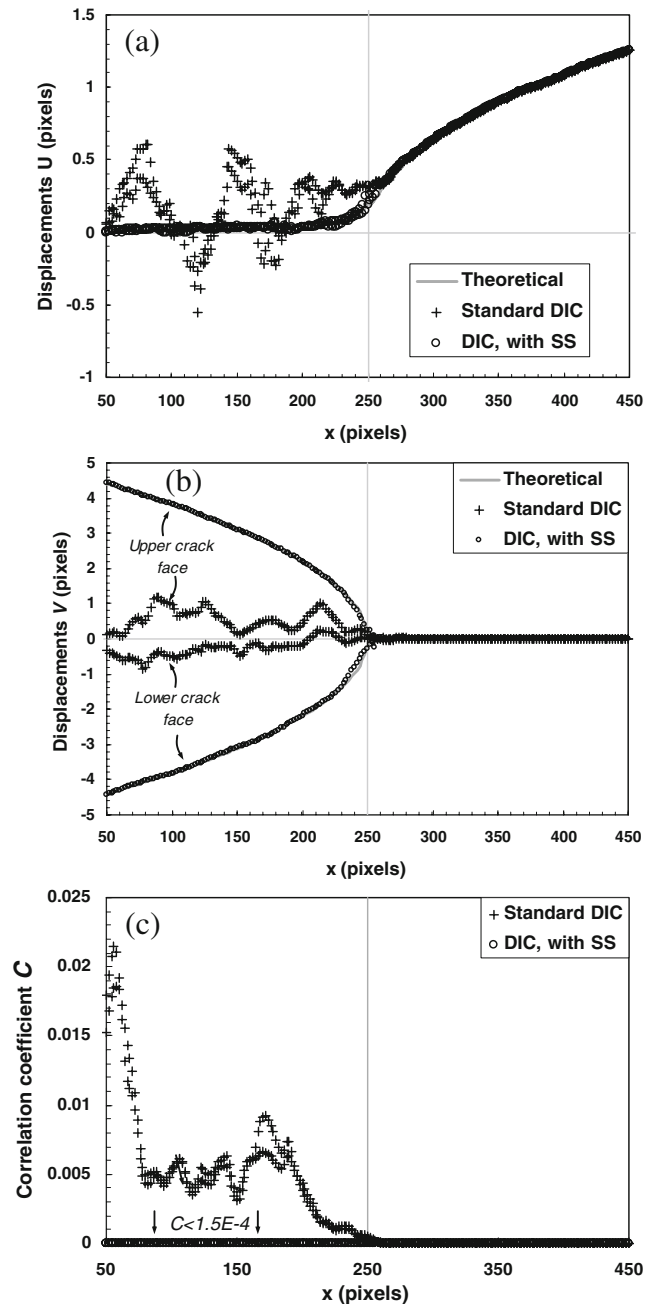 (a)
1.5
1
0.5
0
-0.5
-1
Displacements U (pixels)
Theoretical
Standard DIC
DIC, with SS
50 100 150 200 250 300 350 400 450
x (pixels)
(b)
5
4
3
2
1
0
-1
-2
-3
-4
-5
Displacements V (pixels)
Theoretical
Standard DIC
DIC, with SS
Upper crack
face
Lower crack
face
50 100 150 200 250 300 350 400 450
x (pixels)
(c)
0.025
0.02
0.015
0.01
0.005
0
Correlation coefficient C
Standard DIC
DIC, with SS
C<1.5E-4
50 100 150 200 250 300 350 400 450
x (pixels)